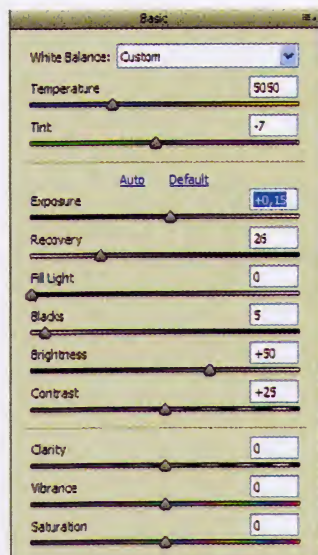 Basic
White Balance: Custom
Temperature 5050
Tint -7
Auto Default
Exposure +0,15
Recovery 26
Fill Light 0
Blacks 5
Brightness +50
Contrast +25
Clarity 0
Vibrance 0
Saturation 0